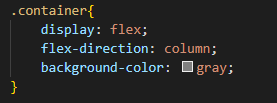 .container{
    display: flex;
    flex-direction: column;
    background-color: gray;
}